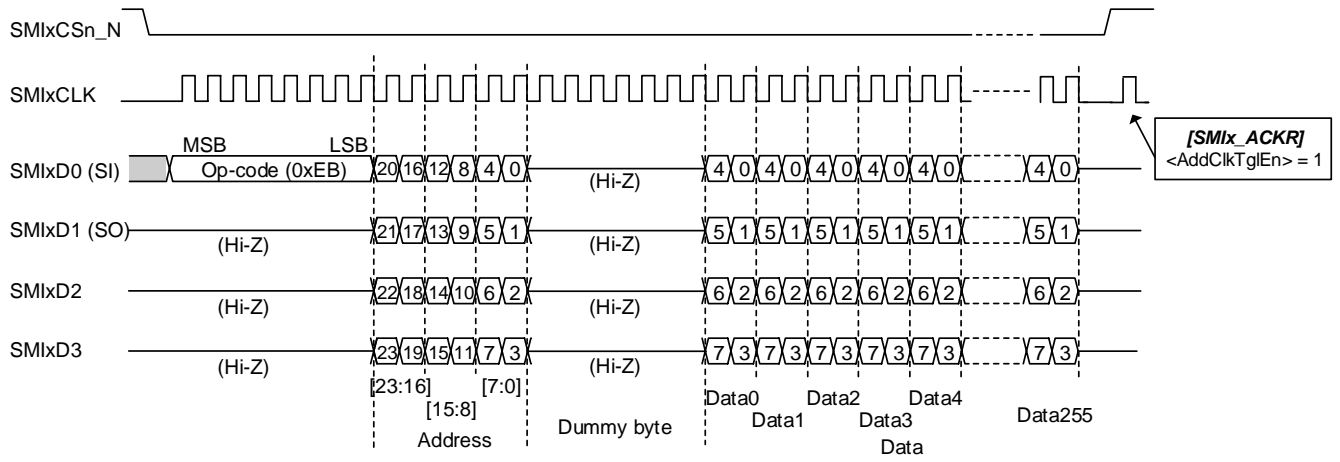 SMIxCSn_N
SMIxCLK
[SMIx_ACKR]
<AddClkTglEn> = 1
MSB LSB
SMIxD0 (SI) Op-code (0xEB) 20 16 12 8 4 0 (Hi-Z) 4 0 4 0 4 0 4 0 4 0 4 0
SMIxD1 (SO) (Hi-Z) 21 17 13 9 5 1 (Hi-Z) 5 1 5 1 5 1 5 1 5 1 5 1
SMIxD2 (Hi-Z) 22 18 14 10 6 2 (Hi-Z) 6 2 6 2 6 2 6 2 6 2 6 2
SMIxD3 (Hi-Z) 23 19 15 11 7 3 (Hi-Z) 7 3 7 3 7 3 7 3 7 3 7 3
[23:16] [7:0]
[15:8]
Data0 Data2 Data4
Data1 Data3 Data255
Address Dummy byte Data